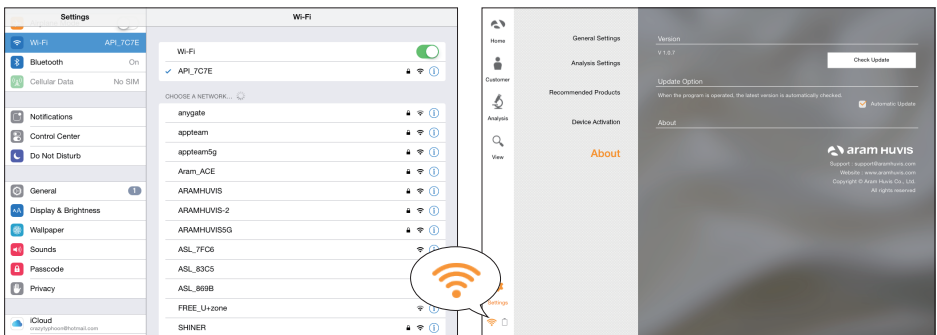 Settings
Wi-Fi
Wi-Fi
API_7C7E
Bluetooth
On
Cellular Data
No SIM
Notifications
Control Center
Do Not Disturb
General
1
Display & Brightness
Wallpaper
Sounds
Passcode
Privacy
iCloud
crazytyphoon@hotmail.com
Wi-Fi
API_7C7E
CHOOSE A NETWORK...
anygate
appteam
appteam5g
Aram_ACE
ARAMHUVIS
ARAMHUVIS-2
ARAMHUVIS5G
ASL_7FC6
ASL_83C5
ASL_869B
FREE_U+zone
SHINER
Home
Customer
Analysis
View
Settings
General Settings
Analysis Settings
Recommended Products
Device Activation
About
Version
V 1.0.1
Check Update
Update Option
When the program is operated, the latest version is automatically checked.
Automatic Update
About
aram HUVIS
Support : support@aramhuvis.com
Website : www.aramhuvis.com
Copyright © Aram Huvis Co., Ltd.
All rights reserved